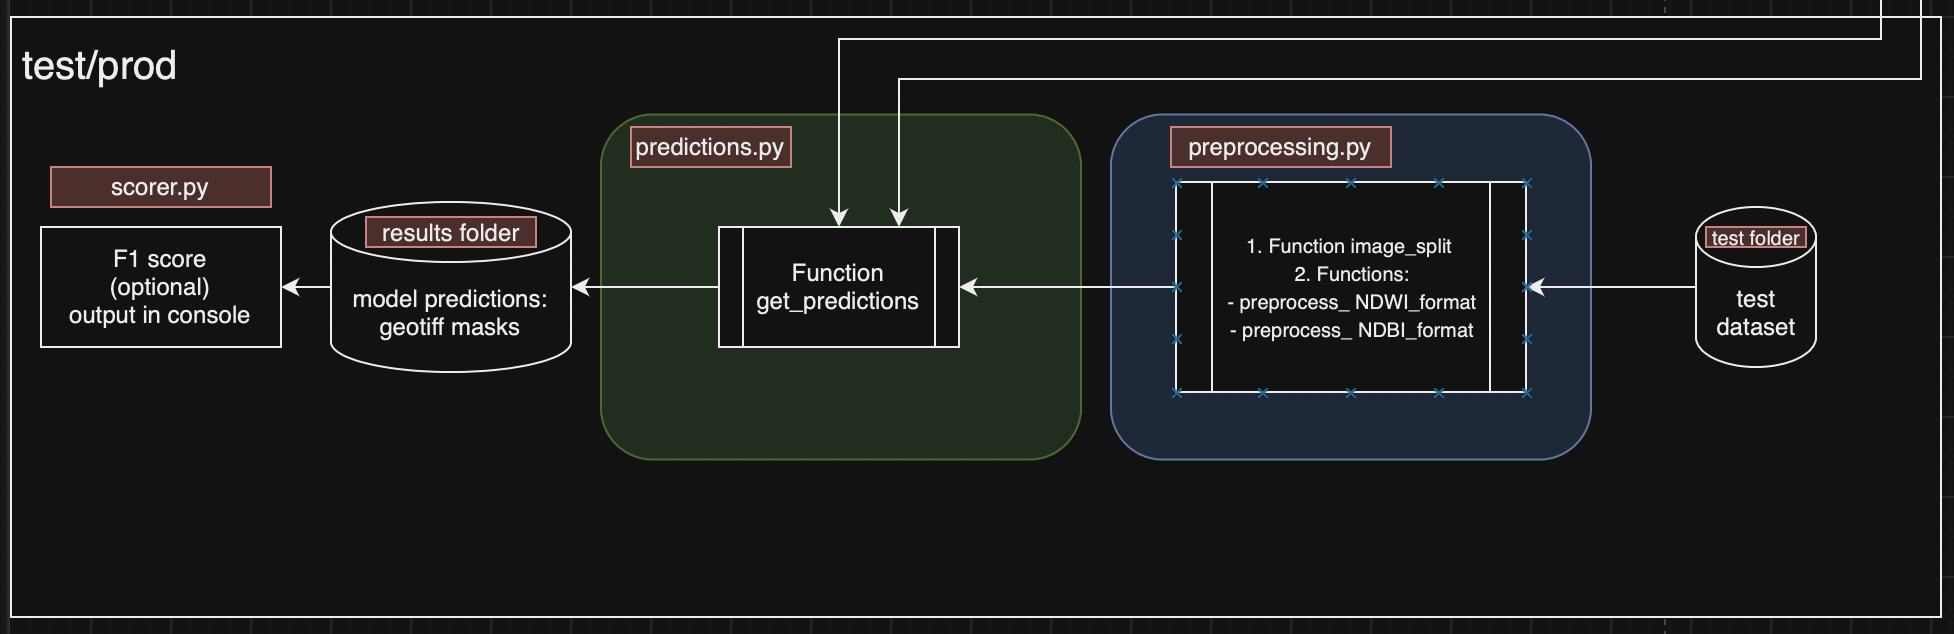 test/prod
scorer.py
F1 score
(optional)
output in console
results folder
model predictions:
geotiff masks
predictions.py
Function
get_predictions
preprocessing.py
1. Function image_split
2. Functions:
- preprocess_ NDWI_format
- preprocess_ NDBI_format
test folder
test
dataset